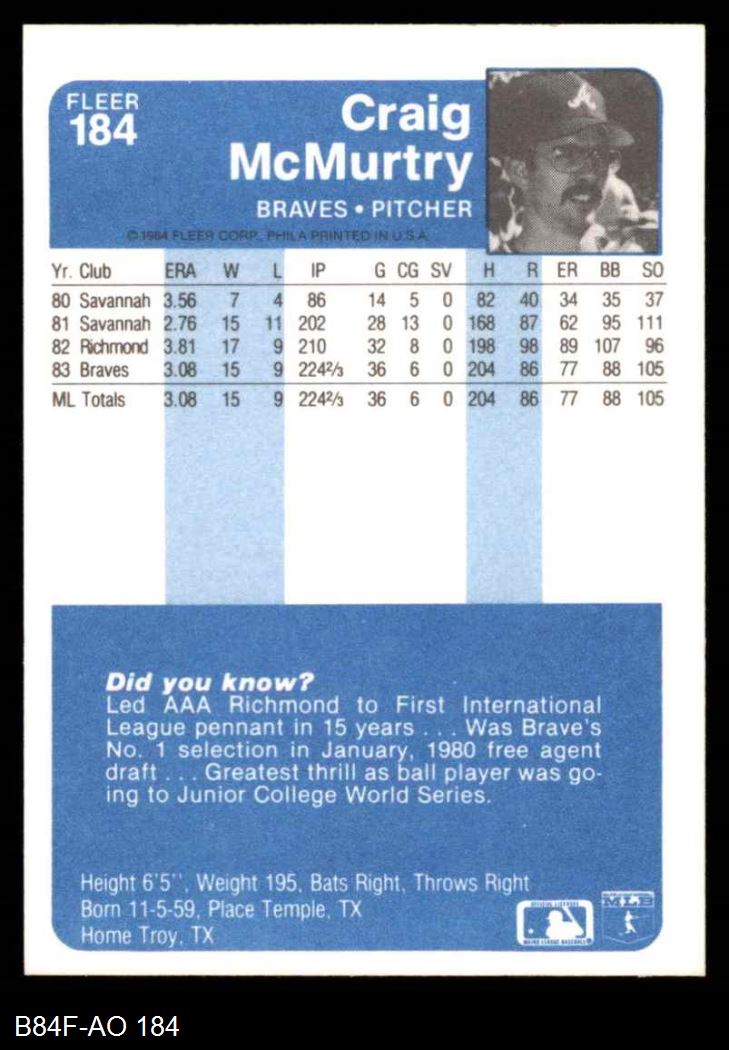 FLEER
184
Craig
McMurtry
BRAVES • PITCHER
© 1984 FLEER CORP., PHILA PRINTED IN U.S.A.
Yr. Club ERA W L IP G CG SV H R ER BB SO
80 Savannah 3.56 7 4 86 14 5 0 82 40 34 35 37
81 Savannah 2.76 15 11 202 28 13 0 168 87 62 95 111
82 Richmond 3.81 17 9 210 32 8 0 198 98 89 107 96
83 Braves 3.08 15 9 224⅔ 36 6 0 204 86 77 88 105
ML Totals 3.08 15 9 224⅔ 36 6 0 204 86 77 88 105
Did you know?
Led AAA Richmond to First International
League pennant in 15 years . . . Was Brave's
No. 1 selection in January, 1980 free agent
draft . . . Greatest thrill as ball player was go-
ing to Junior College World Series.
Height 6'5'', Weight 195, Bats Right, Throws Right
Born 11-5-59, Place Temple, TX
Home Troy, TX
A
OFFICIAL LICENSEE
MAJOR LEAGUE BASEBALL
B84F-AO 184